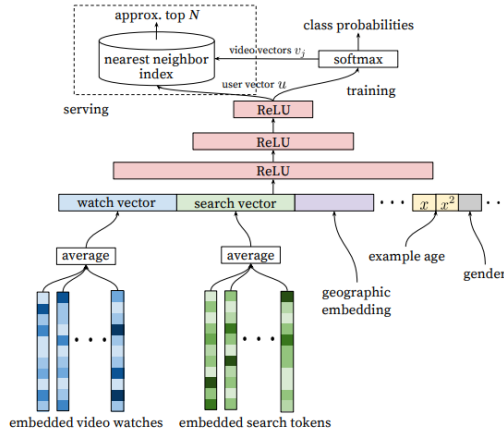 approx. top N
class probabilities
nearest neighbor
index
video vectors v_j
softmax
user vector u
serving
training
ReLU
ReLU
ReLU
watch vector
search vector
x
x²
average
average
example age
gender
geographic
embedding
embedded video watches
embedded search tokens